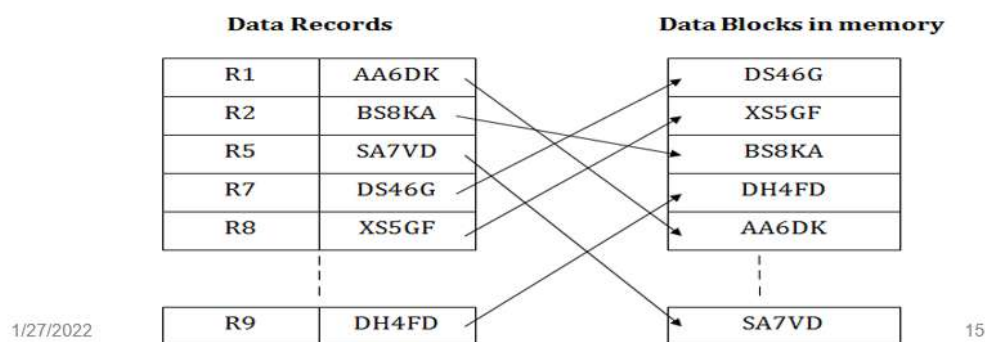 Data Records Data Blocks in memory
R1 AA6DK DS46G
R2 BS8KA XS5GF
R5 SA7VD BS8KA
R7 DS46G DH4FD
R8 XS5GF AA6DK
R9 DH4FD SA7VD
1/27/2022 15